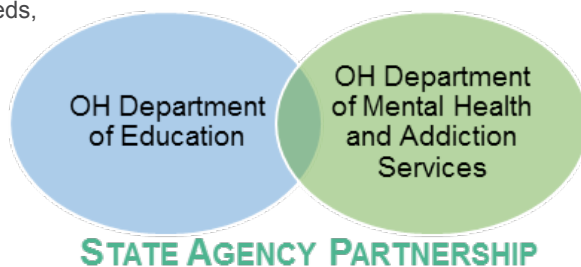 eds,
OH Department
of Education
OH Department
of Mental Health
and Addiction
Services
STATE AGENCY PARTNERSHIP